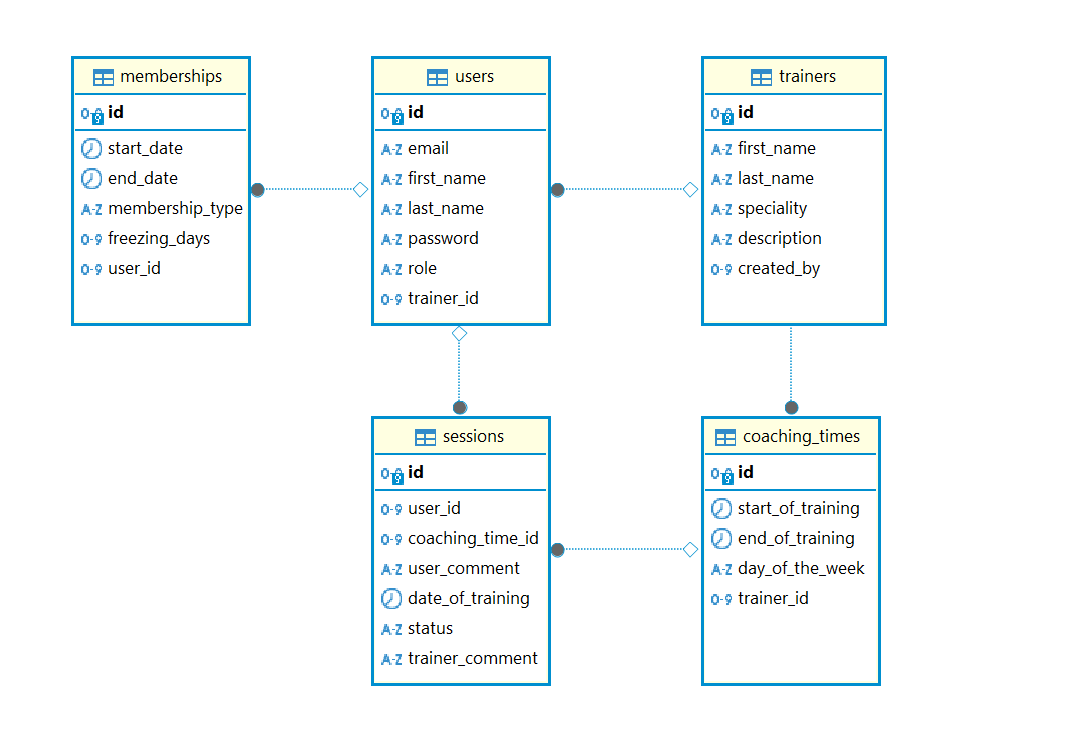 memberships
id
start_date
end_date
membership_type
freezing_days
user_id
users
id
email
first_name
last_name
password
role
trainer_id
trainers
id
first_name
last_name
speciality
description
created_by
sessions
id
user_id
coaching_time_id
user_comment
date_of_training
status
trainer_comment
coaching_times
id
start_of_training
end_of_training
day_of_the_week
trainer_id